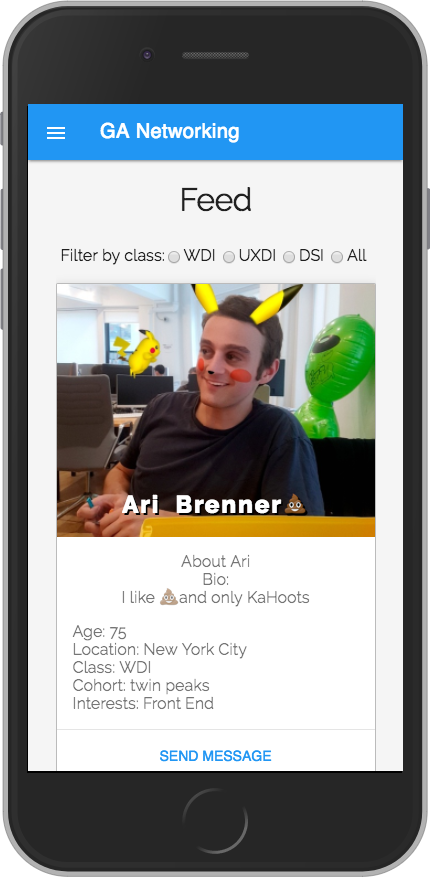 GA Networking
Feed
Filter by class: WDI UXDI DSI All
Ari Brenner💩
About Ari
Bio:
I like 💩and only KaHoots
Age: 75
Location: New York City
Class: WDI
Cohort: twin peaks
Interests: Front End
SEND MESSAGE